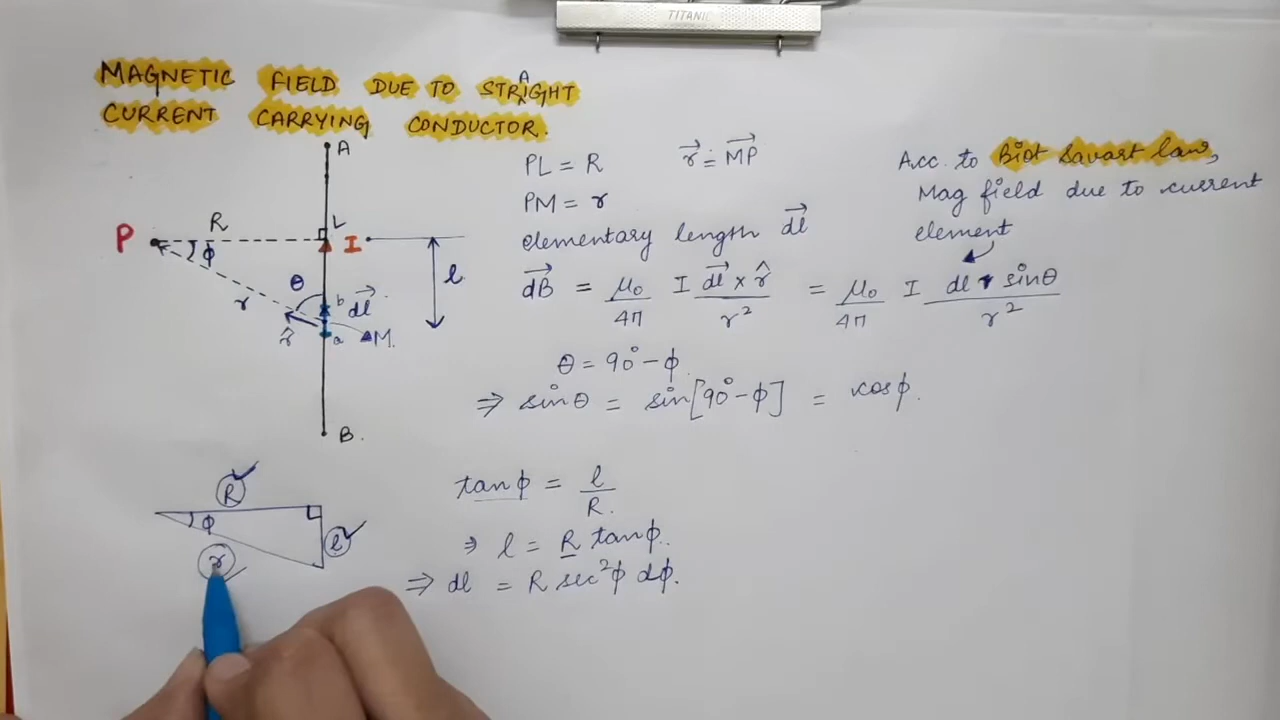 TITANIC
MAGNETIC FIELD DUE TO STRAIGHT
CURRENT CARRYING CONDUCTOR.
A
P
R
L
I
ϕ
θ
l
r
b
dl⃗
r̂
a
M.
B.
PL = R
r⃗ = MP⃗
PM = r
elementary length dl⃗
dB⃗ = μ₀/4π I dl⃗ × r̂/r² = μ₀/4π I dl sinθ/r²
Acc. to Biot Savart law,
Mag field due to current
element
θ = 90° - ϕ
⇒ sinθ = sin[90° - ϕ] = cosϕ.
R
ϕ
l
r
tanϕ = l/R.
⇒ l = R tanϕ.
⇒ dl = R sec²ϕ dϕ.